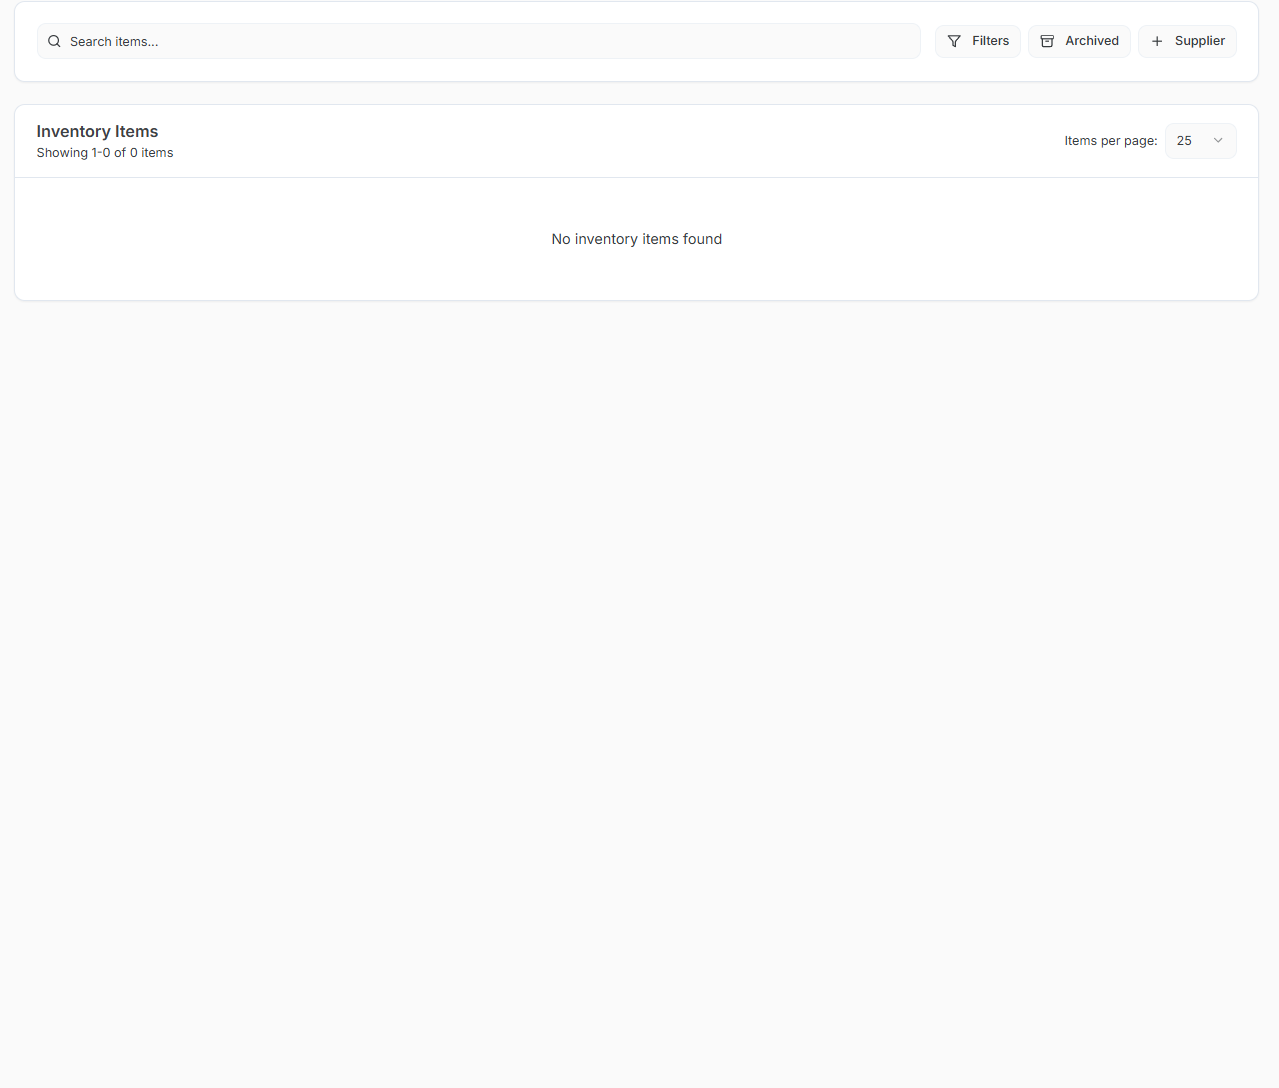 Search items...
Filters
Archived
Supplier
Inventory Items
Showing 1-0 of 0 items
Items per page:
25
No inventory items found